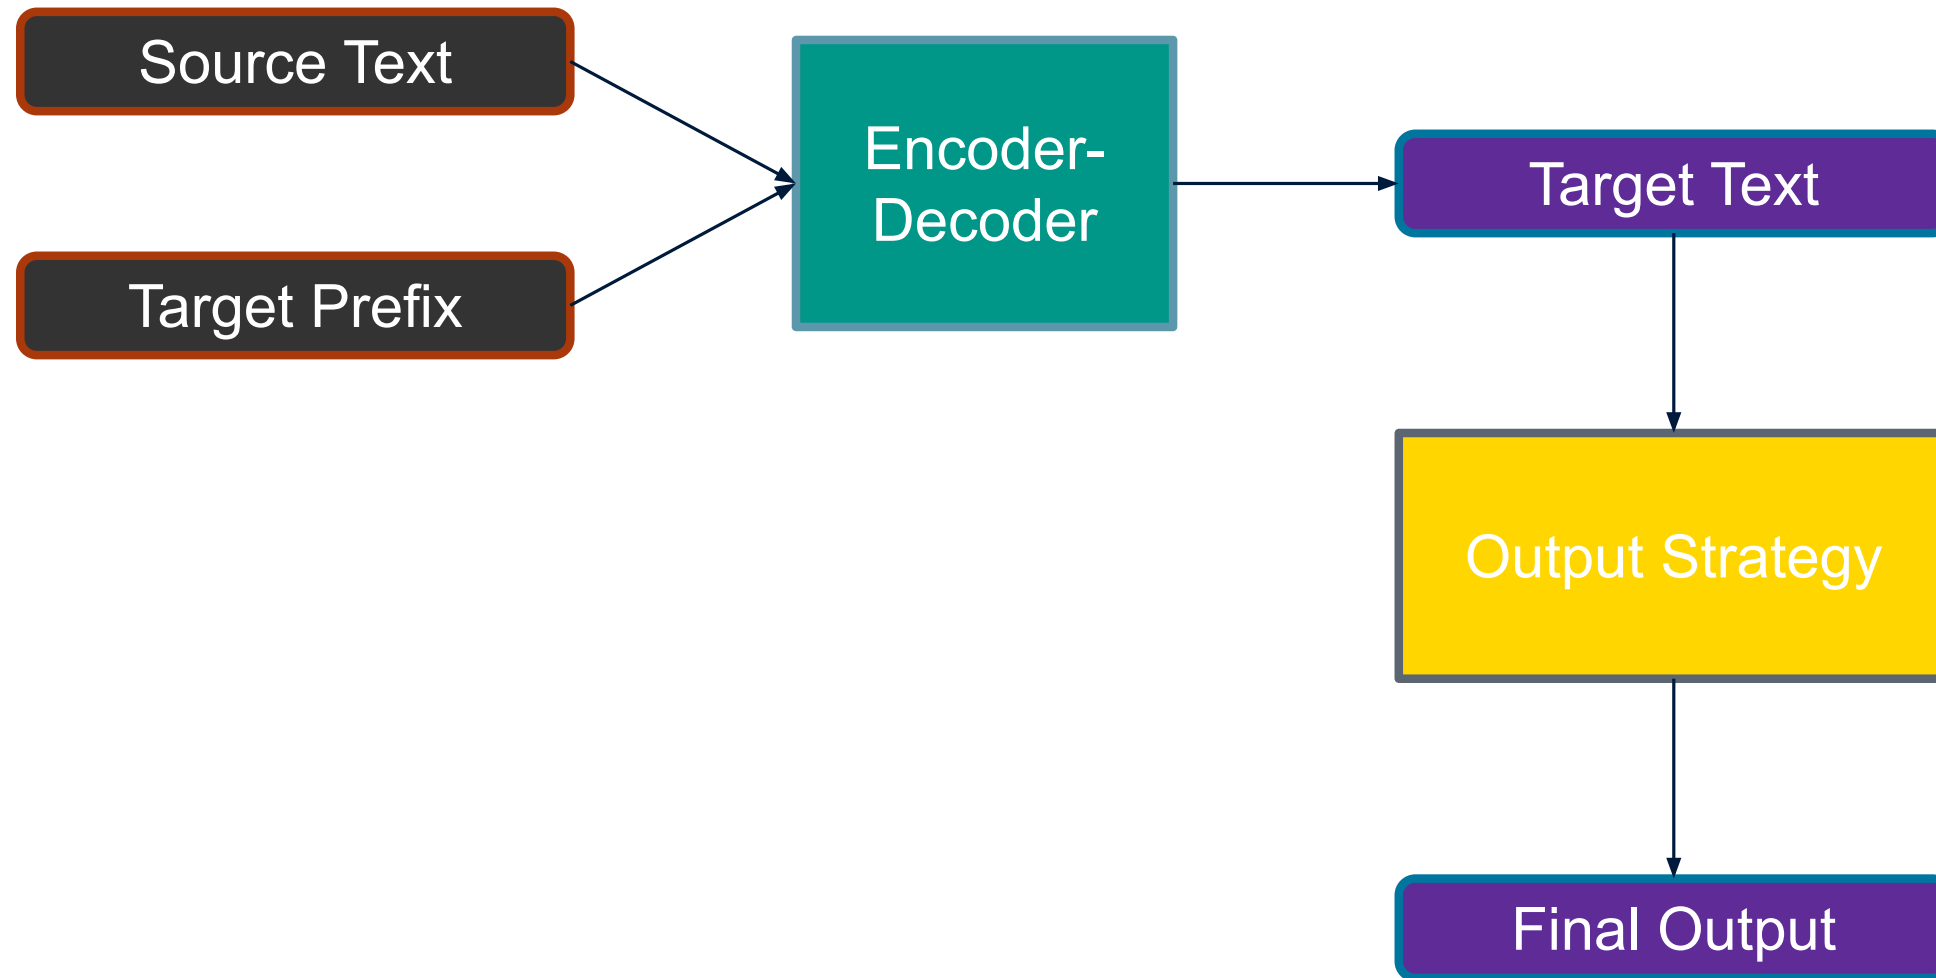 Source Text
Target Prefix
Encoder-
Decoder
Target Text
Output Strategy
Final Output